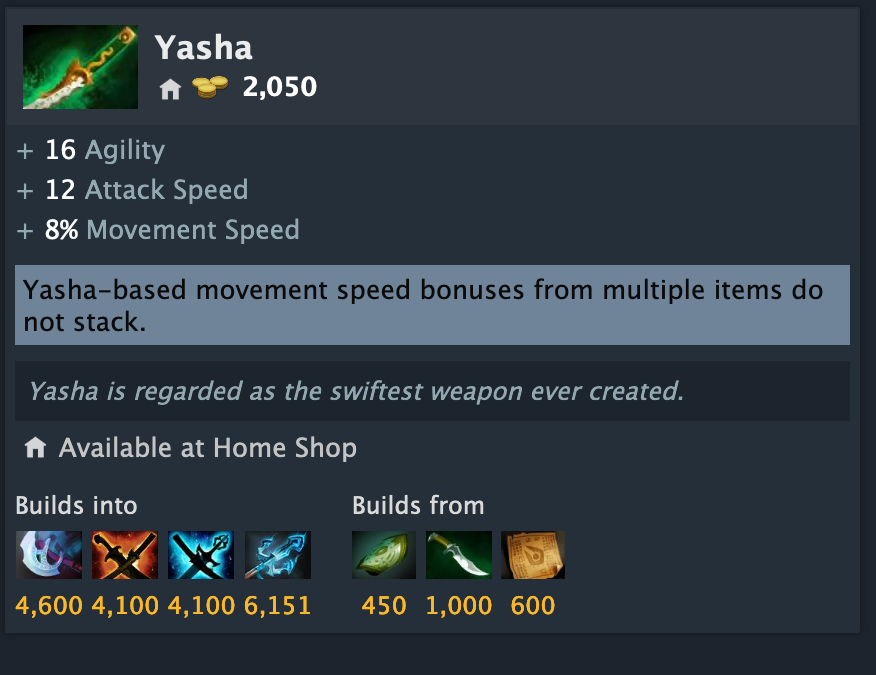 Yasha
2,050
+ 16 Agility
+ 12 Attack Speed
+ 8% Movement Speed
Yasha-based movement speed bonuses from multiple items do
not stack.
Yasha is regarded as the swiftest weapon ever created.
Available at Home Shop
Builds into
4,600 4,100 4,100 6,151
Builds from
450 1,000 600